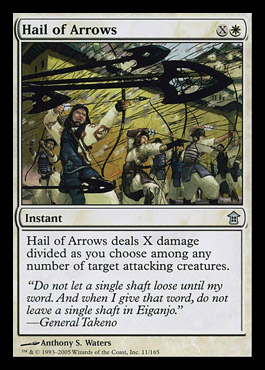 Hail of Arrows X
Instant
Hail of Arrows deals X damage
divided as you choose among any
number of target attacking creatures.
“Do not let a single shaft loose until my
word. And when I give that word, do not
leave a single shaft in Eiganjo.”
—General Takeno
Anthony S. Waters
™ & © 1993–2005 Wizards of the Coast, Inc. 11/165